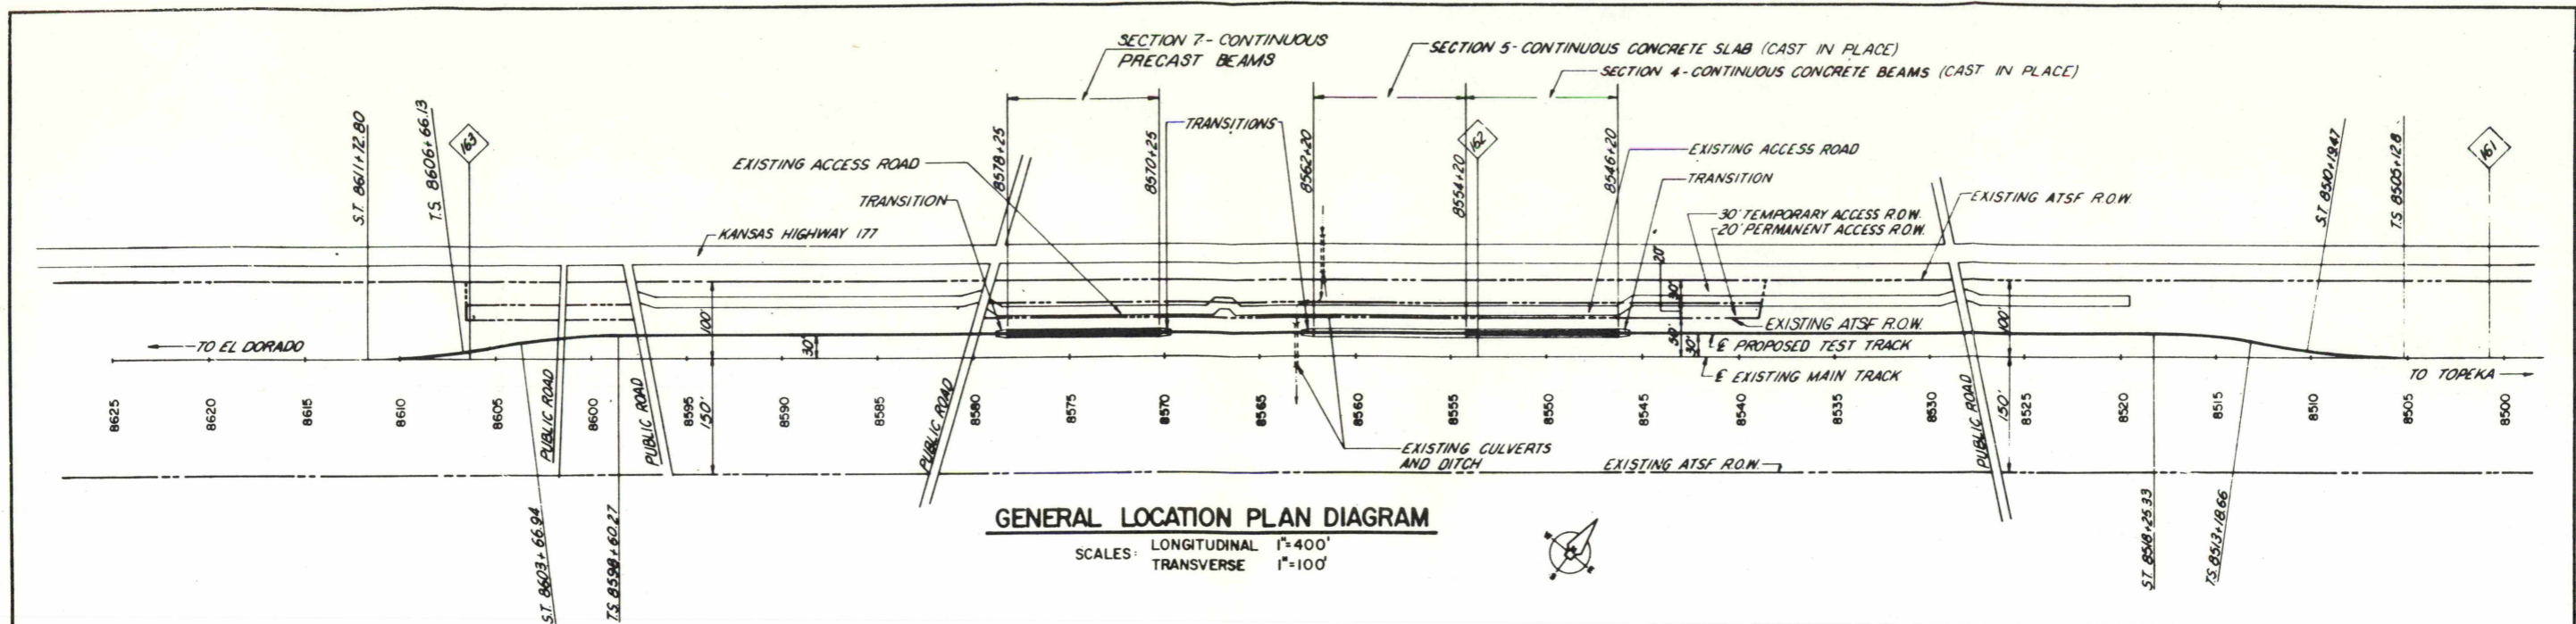 SECTION 7 - CONTINUOUS
PRECAST BEAMS
SECTION 5 - CONTINUOUS CONCRETE SLAB (CAST IN PLACE)
SECTION 4 - CONTINUOUS CONCRETE BEAMS (CAST IN PLACE)
S.T. 8611+72.80
T.S. 8606+66.13
163
EXISTING ACCESS ROAD
TRANSITION
KANSAS HIGHWAY 177
8578+25
8570+25
TRANSITIONS
8562+20
8554+20
162
8546+20
EXISTING ACCESS ROAD
TRANSITION
30' TEMPORARY ACCESS R.O.W.
20' PERMANENT ACCESS R.O.W.
EXISTING ATSF R.O.W.
S.T. 8510+19.47
T.S. 8505+12.8
161
20'
30'
50'
30'
100'
30'
100'
EXISTING ATSF R.O.W.
℄ PROPOSED TEST TRACK
℄ EXISTING MAIN TRACK
TO EL DORADO
TO TOPEKA
8625
8620
8615
8610
8605
PUBLIC ROAD
8600
PUBLIC ROAD
8595
150'
8590
8585
PUBLIC ROAD
8580
8575
8570
8565
8560
8555
8550
8545
8540
8535
8530
PUBLIC ROAD
150'
8525
8520
8515
8510
8505
8500
EXISTING CULVERTS
AND DITCH
EXISTING ATSF R.O.W.
S.T. 8603+66.94
T.S. 8598+60.27
GENERAL LOCATION PLAN DIAGRAM
SCALES: LONGITUDINAL 1"=400'
TRANSVERSE 1"=100'
S.T. 8518+25.33
T.S. 8513+18.66